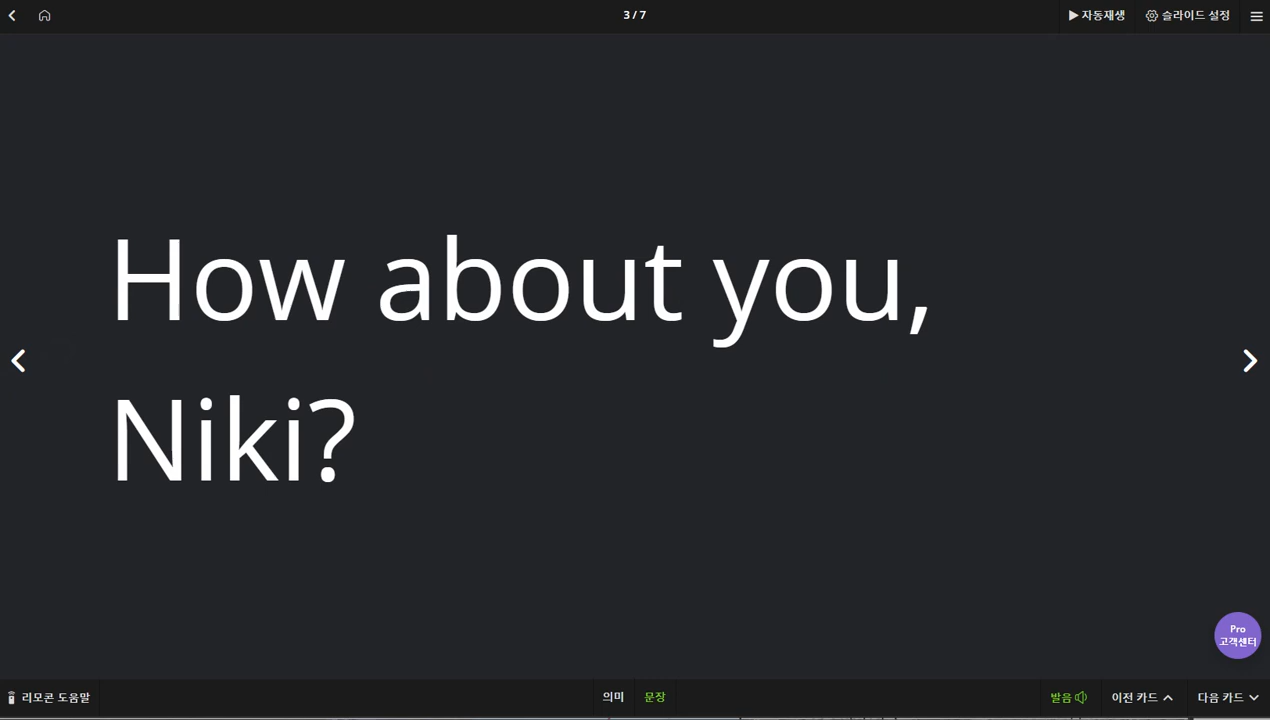 3 / 7
자동재생
슬라이드 설정
How about you,
Niki?
Pro
고객센터
리모콘 도움말
의미
문장
발음
이전 카드
다음 카드